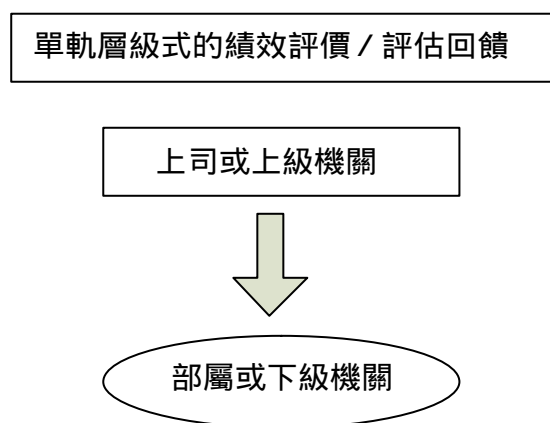 單軌層級式的績效評價 / 評估回饋
上司或上級機關
部屬或下級機關